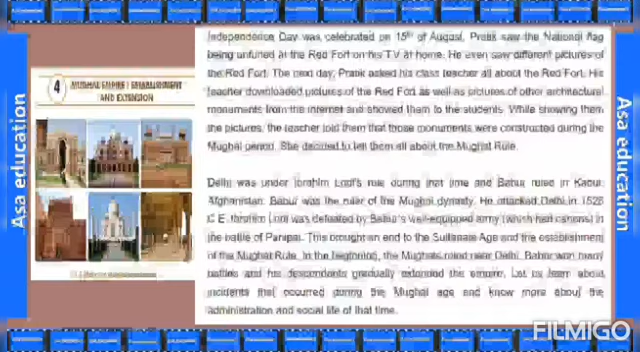 Asa education
4
MUGHAL EMPIRE : ESTABLISHMENT
AND EXTENSION
Independence Day was celebrated on 15th of August. Pratik saw the National flag
being unfurled at the Red Fort on his TV at home. He even saw different pictures of
the Red Fort. The next day, Pratik asked his class teacher all about the Red Fort. His
teacher downloaded pictures of the Red Fort as well as pictures of other architectural
monuments from the internet and showed them to the students. While showing them
the pictures, the teacher told them that those monuments were constructed during the
Mughal period. She decided to tell them all about the Mughal Rule.
Delhi was under Ibrahim Lodi's rule during that time and Babur ruled in Kabul,
Afghanistan. Babur was the ruler of the Mughal dynasty. He attacked Delhi in 1526
C.E. Ibrahim Lodi was defeated by Babur's well-equipped army (which had canons) in
the battle of Panipat. This brought an end to the Sultanate Age and the establishment
of the Mughal Rule. In the beginning, the Mughals ruled near Delhi. Babur won many
battles and his descendants gradually extended the empire. Let us learn about
incidents that occurred during the Mughal age and know more about the
administration and social life of that time.
Asa education
FILMIGO